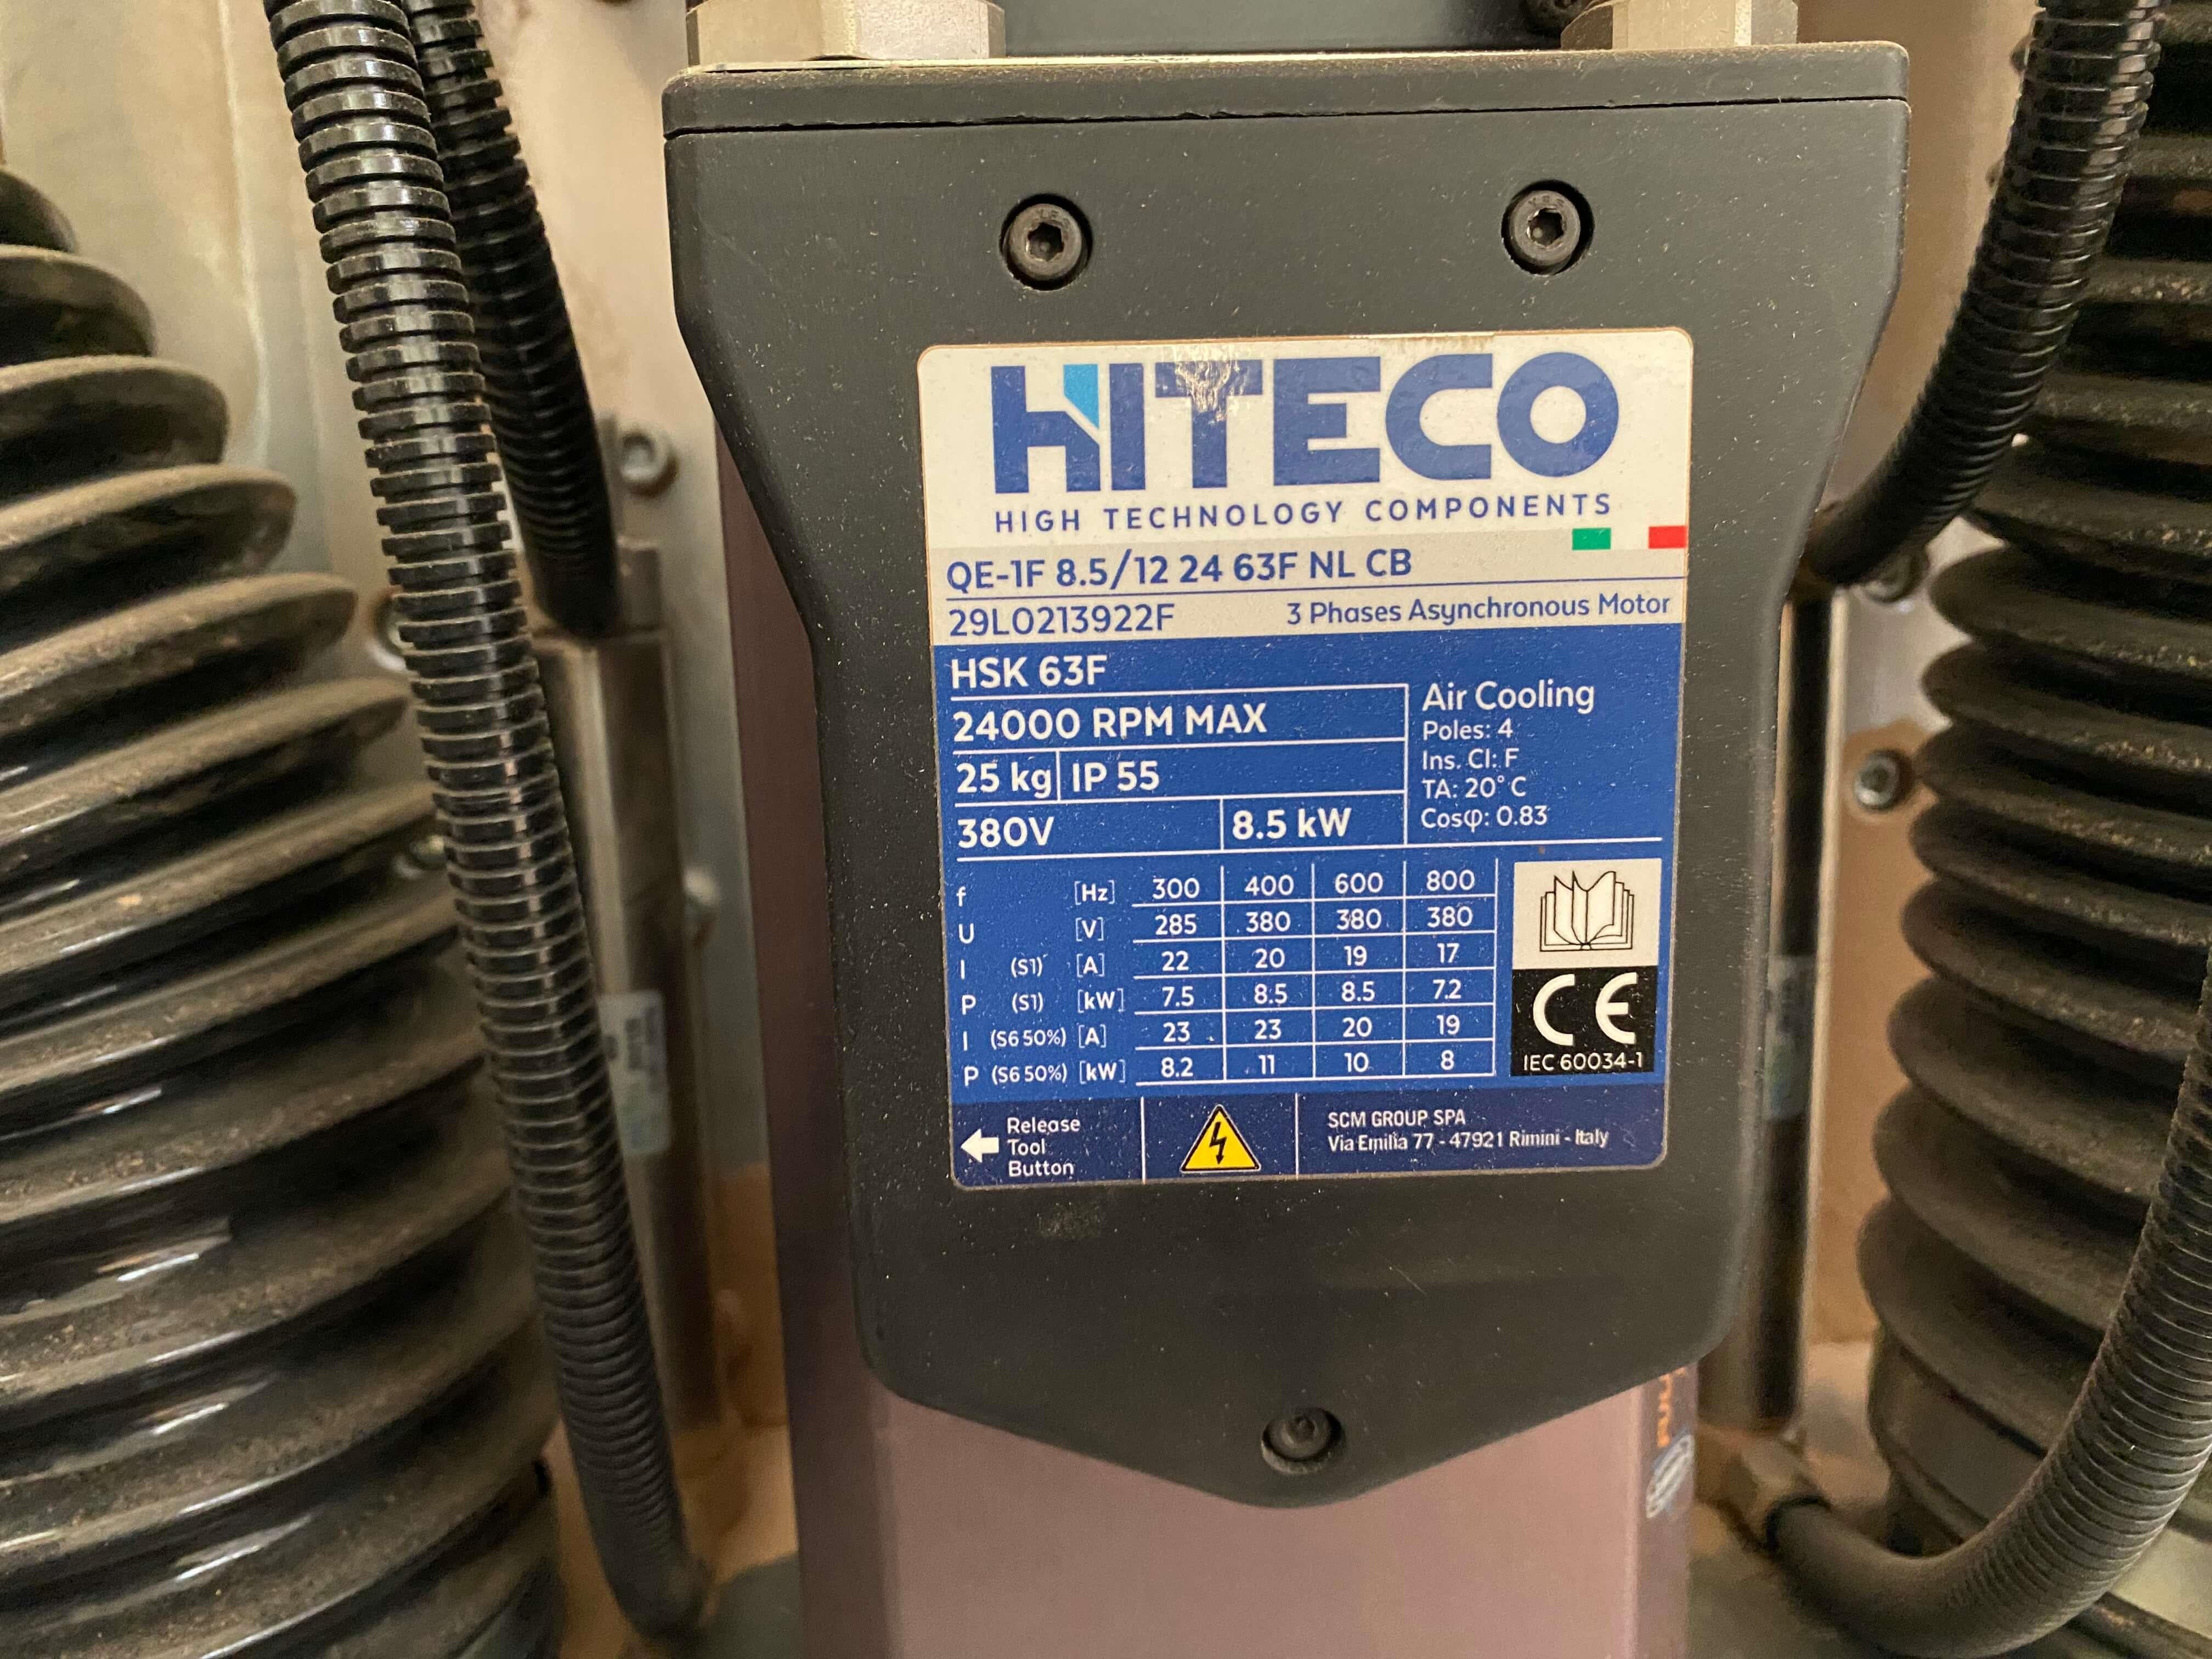 HITECO
HIGH TECHNOLOGY COMPONENTS
QE-1F 8.5/12 24 63F NL CB
29L0213922F 3 Phases Asynchronous Motor
HSK 63F
24000 RPM MAX
25 kg IP 55
380V 8.5 kW
Air Cooling
Poles: 4
Ins. Cl: F
TA: 20°C
Cosφ: 0.83
f [Hz] 300 400 600 800
U [V] 285 380 380 380
I (S1) [A] 22 20 19 17
P (S1) [kW] 7.5 8.5 8.5 7.2
I (S6 50%) [A] 23 23 20 19
P (S6 50%) [kW] 8.2 11 10 8
CE
IEC 60034-1
Release
Tool
Button
SCM GROUP SPA
Via Emilia 77 - 47921 Rimini - Italy